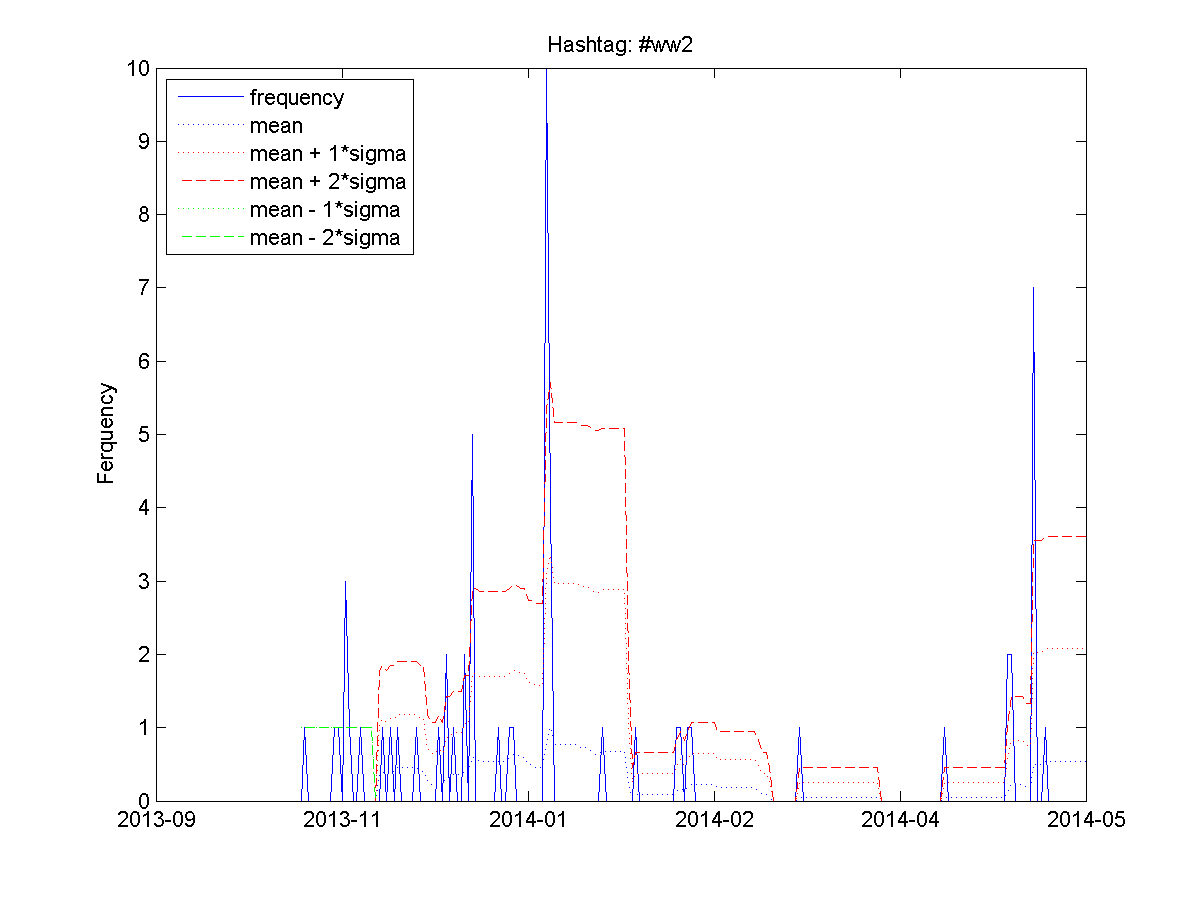 Hashtag: #ww2
10
9
8
7
6
5
4
3
2
1
0
Ferquency
frequency
mean
mean + 1*sigma
mean + 2*sigma
mean - 1*sigma
mean - 2*sigma
2013-09 2013-11 2014-01 2014-02 2014-04 2014-05